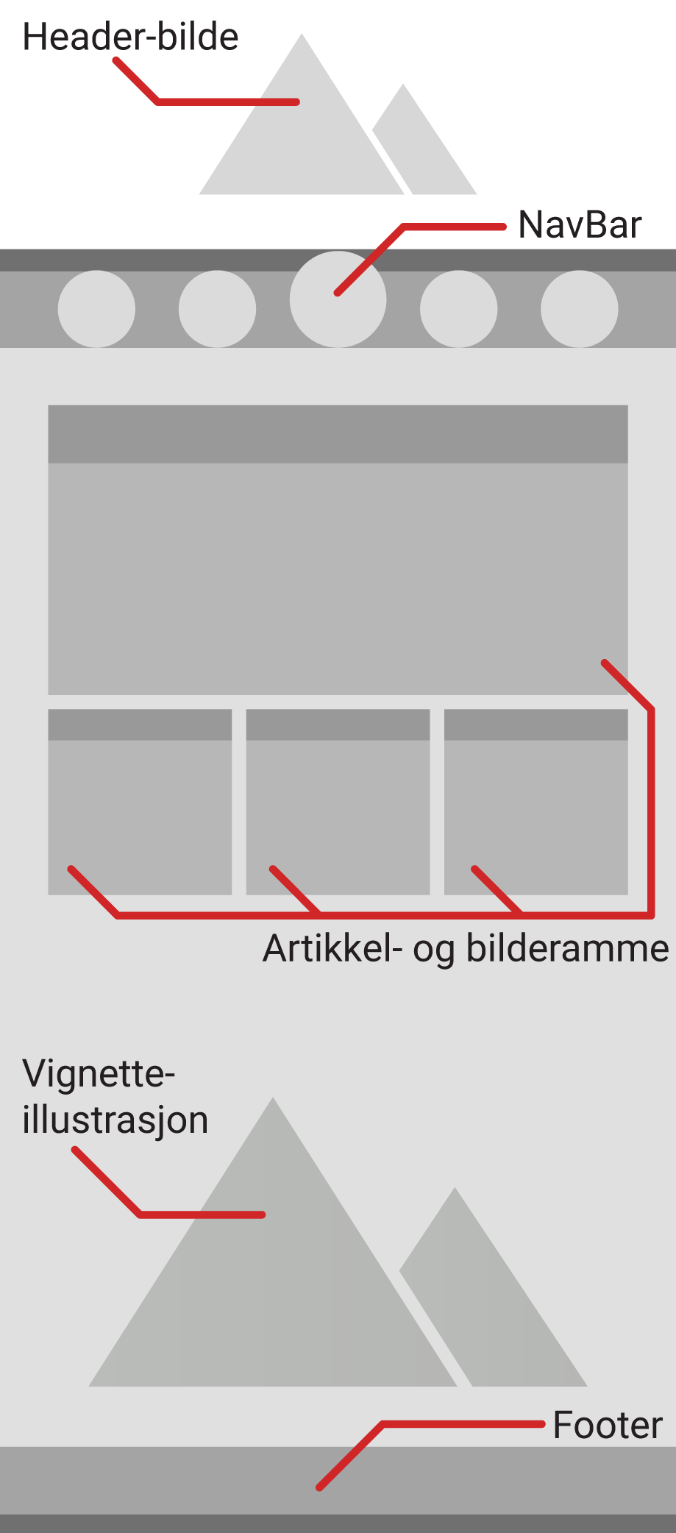 Header-bilde
NavBar
Artikkel- og bilderamme
Vignette-
illustrasjon
Footer